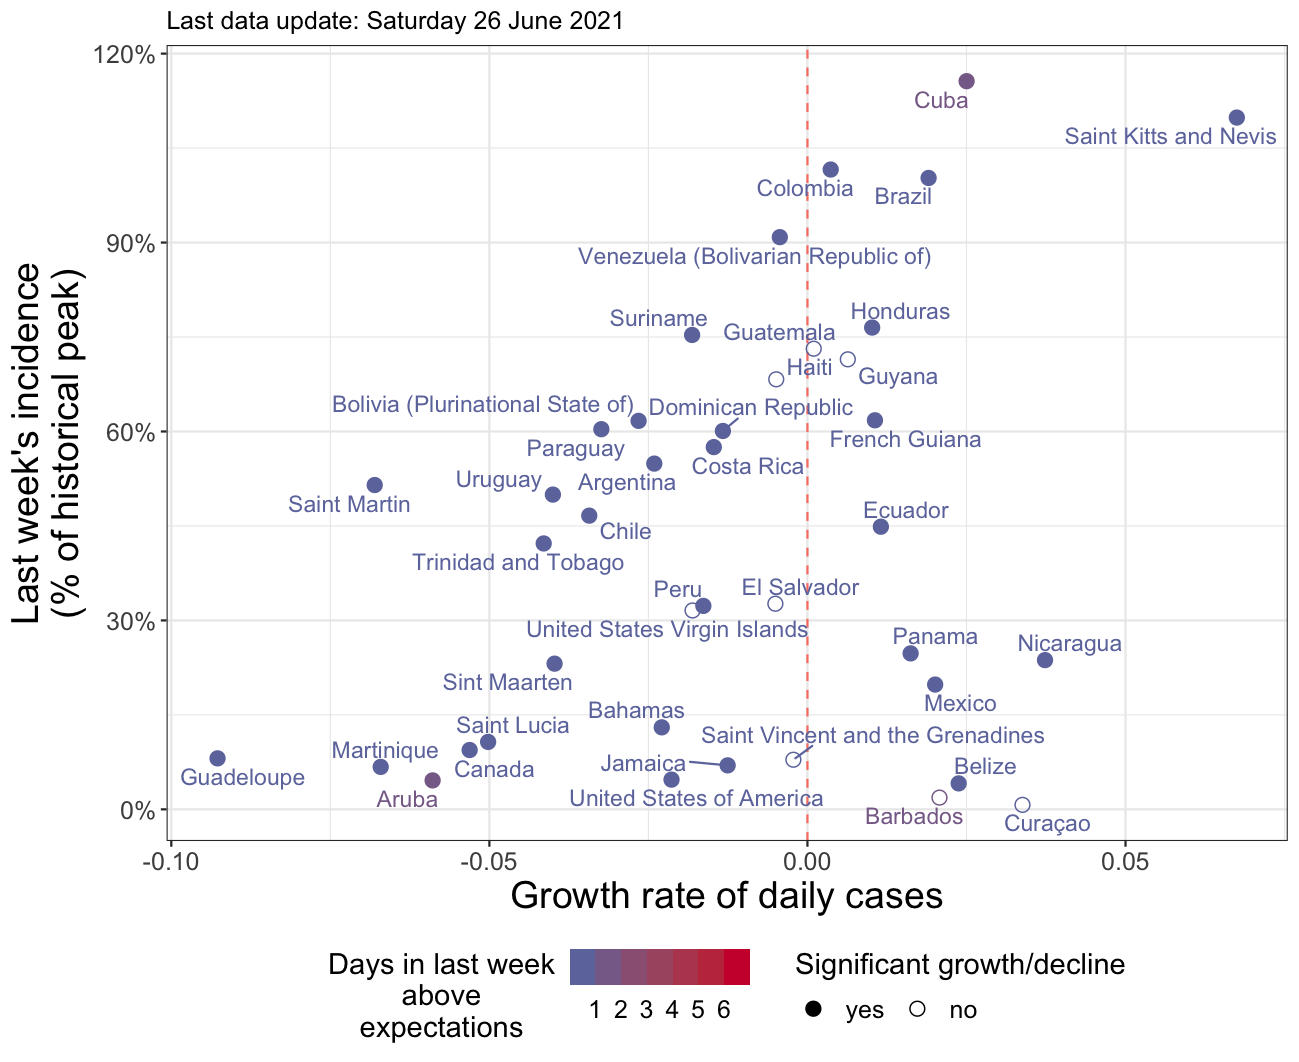 Last data update: Saturday 26 June 2021
120%
90%
60%
30%
0%
Last week's incidence
(% of historical peak)
Cuba
Saint Kitts and Nevis
Colombia
Brazil
Venezuela (Bolivarian Republic of)
Honduras
Suriname
Guatemala
Haiti
Guyana
Bolivia (Plurinational State of)
Dominican Republic
French Guiana
Paraguay
Costa Rica
Uruguay
Argentina
Saint Martin
Ecuador
Chile
Trinidad and Tobago
Peru
El Salvador
United States Virgin Islands
Panama
Nicaragua
Sint Maarten
Mexico
Bahamas
Saint Lucia
Saint Vincent and the Grenadines
Martinique
Jamaica
Canada
Belize
Guadeloupe
Aruba
United States of America
Barbados
Curaçao
-0.10 -0.05 0.00 0.05
Growth rate of daily cases
Days in last week
above
expectations
1 2 3 4 5 6
Significant growth/decline
yes no